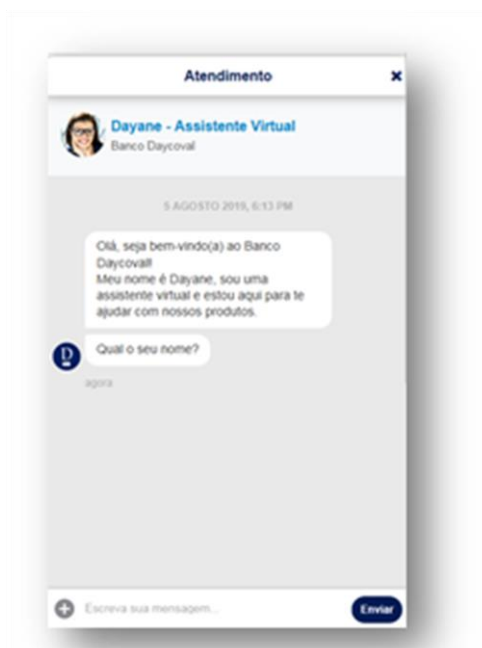 Atendimento
Dayane - Assistente Virtual
Banco Daycoval
5 AGOSTO 2019, 6:13 PM
Olá, seja bem-vindo(a) ao Banco
Daycoval!
Meu nome é Dayane, sou uma
assistente virtual e estou aqui para te
ajudar com nossos produtos.
D
Qual o seu nome?
agora
Escreva sua mensagem...
Enviar